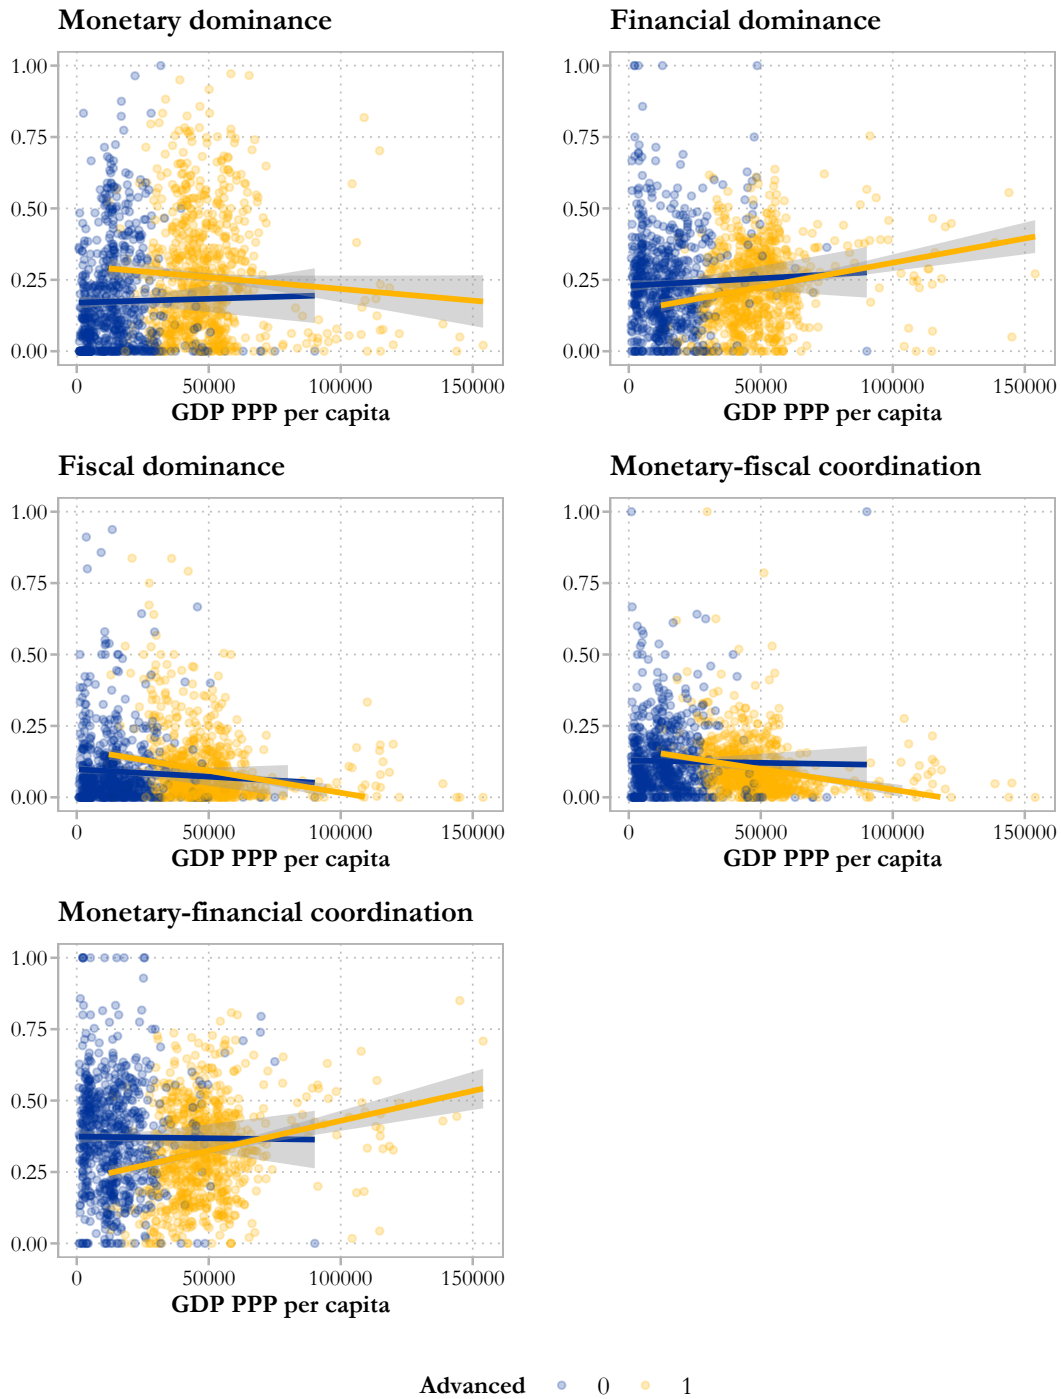 Monetary dominance
1.00
0.75
0.50
0.25
0.00
0 50000 100000 150000
GDP PPP per capita
Financial dominance
1.00
0.75
0.50
0.25
0.00
0 50000 100000 150000
GDP PPP per capita
Fiscal dominance
1.00
0.75
0.50
0.25
0.00
0 50000 100000 150000
GDP PPP per capita
Monetary-fiscal coordination
1.00
0.75
0.50
0.25
0.00
0 50000 100000 150000
GDP PPP per capita
Monetary-financial coordination
1.00
0.75
0.50
0.25
0.00
0 50000 100000 150000
GDP PPP per capita
Advanced 0 1